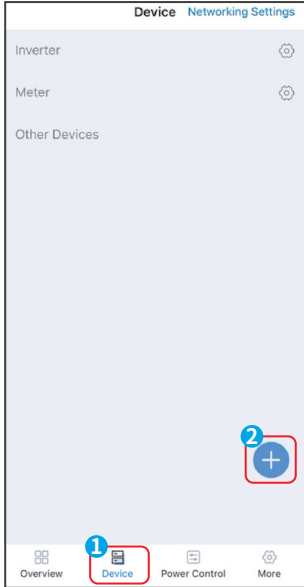 Device Networking Settings
Inverter
Meter
Other Devices
2
1
Overview Device Power Control More